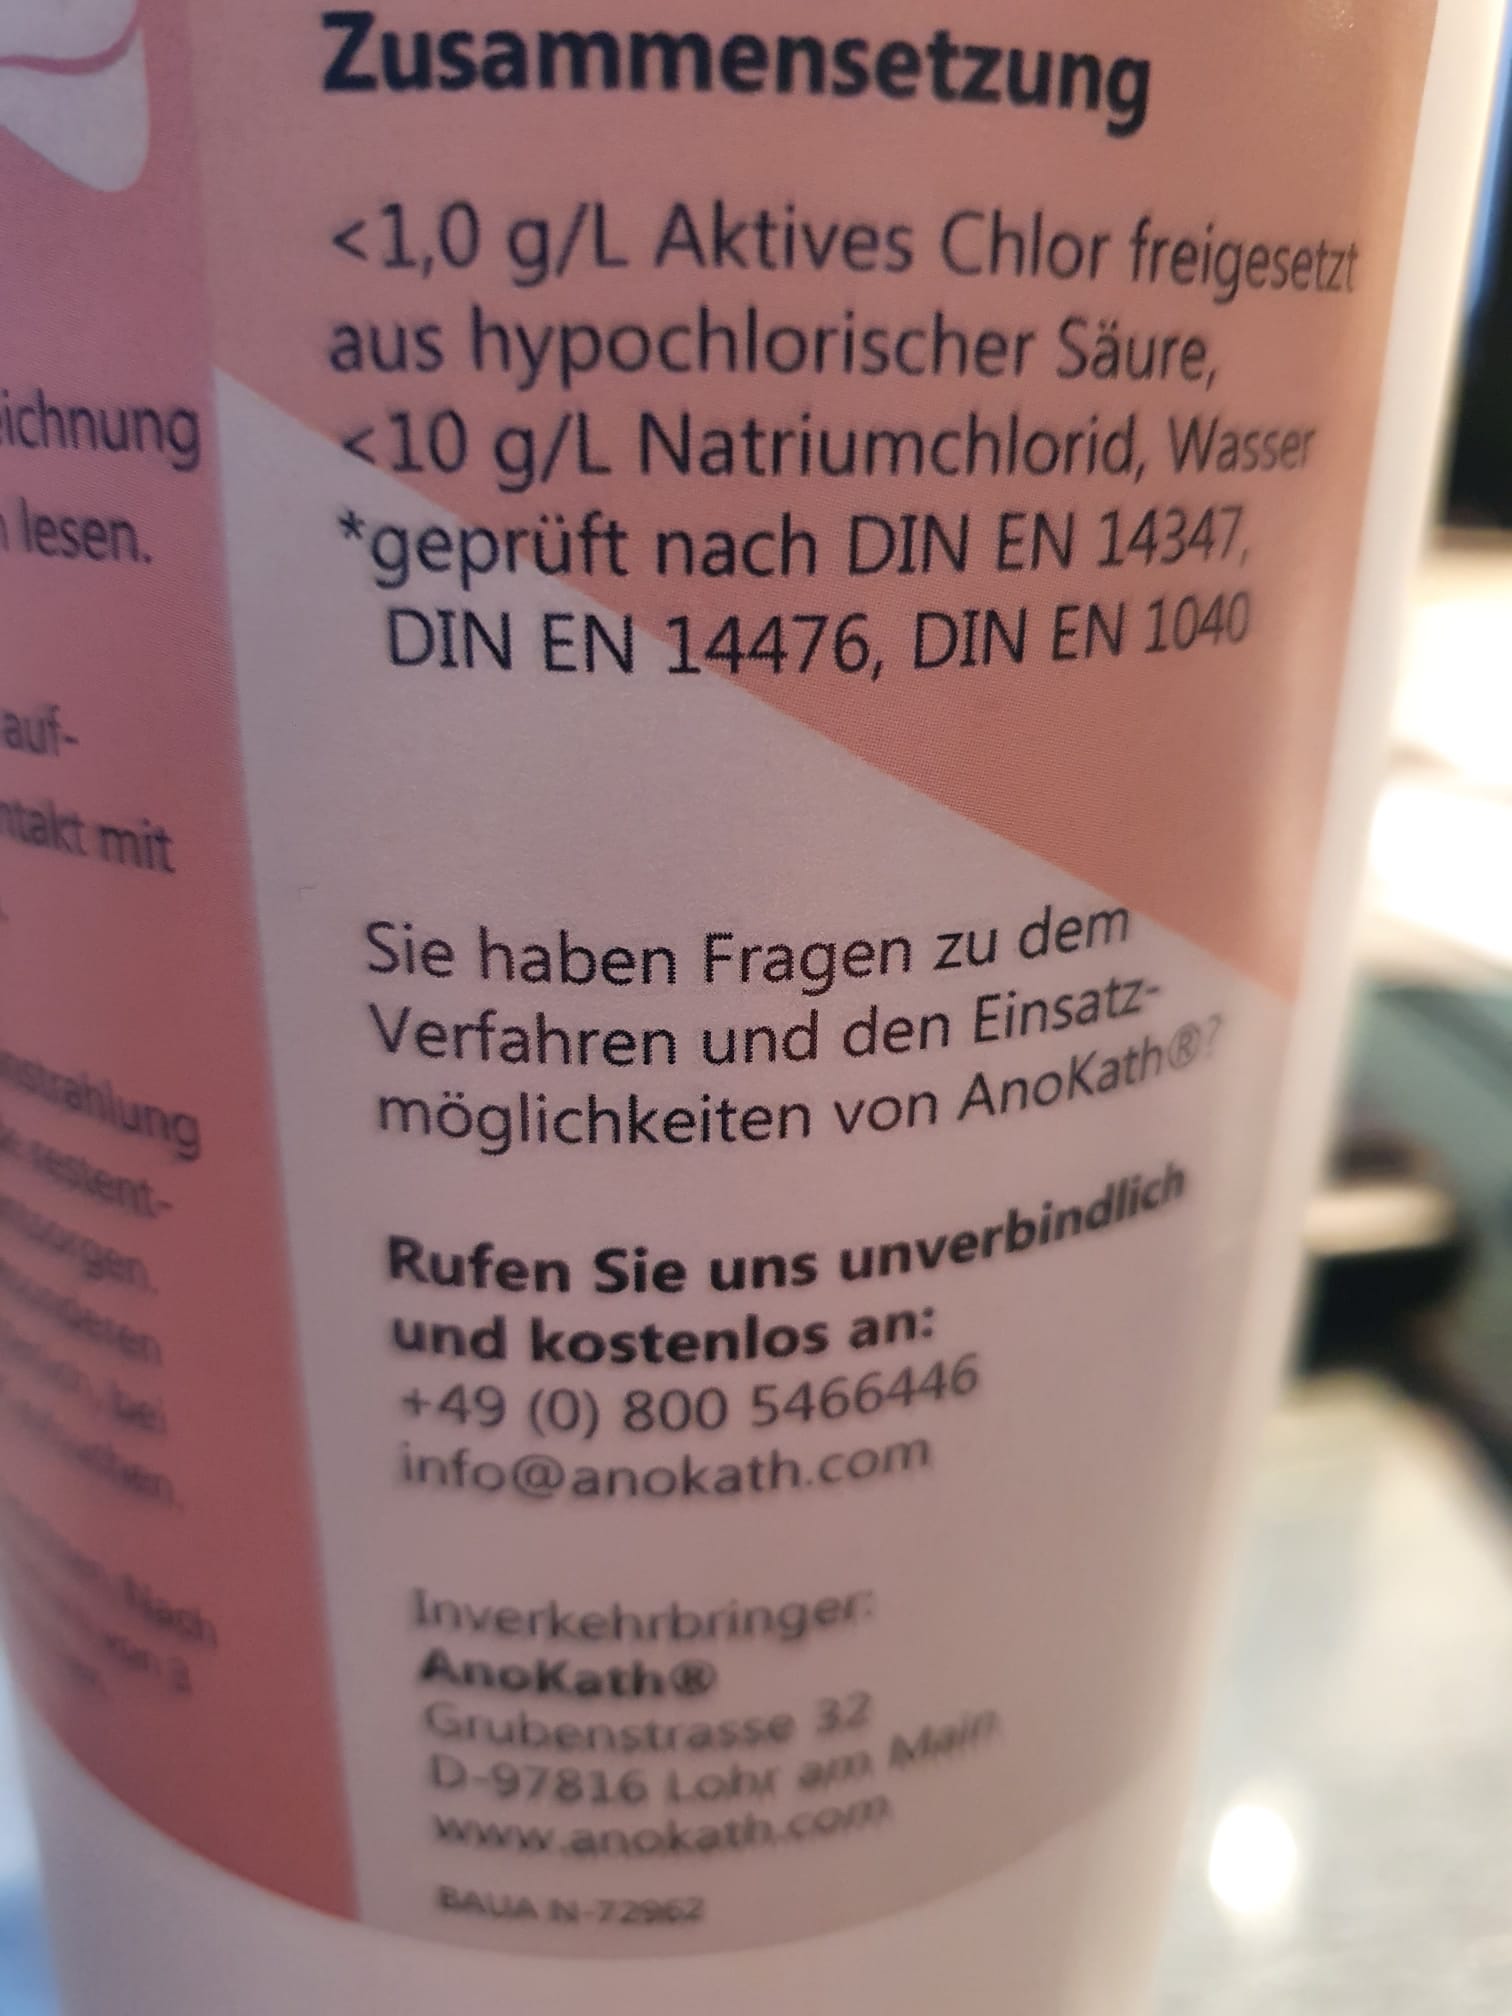 Zusammensetzung
<1,0 g/L Aktives Chlor freigesetzt
aus hypochlorischer Säure,
<10 g/L Natriumchlorid, Wasser
*geprüft nach DIN EN 14347,
DIN EN 14476, DIN EN 1040
Sie haben Fragen zu dem
Verfahren und den Einsatz-
möglichkeiten von AnoKath®?
Rufen Sie uns unverbindlich
und kostenlos an:
+49 (0) 800 5466446
info@anokath.com
Inverkehrbringer:
AnoKath®
Grubenstrasse 32
D-97816 Lohr am Main
www.anokath.com
BAUA N-72962
eichnung
lesen.
auf-
ntakt mit